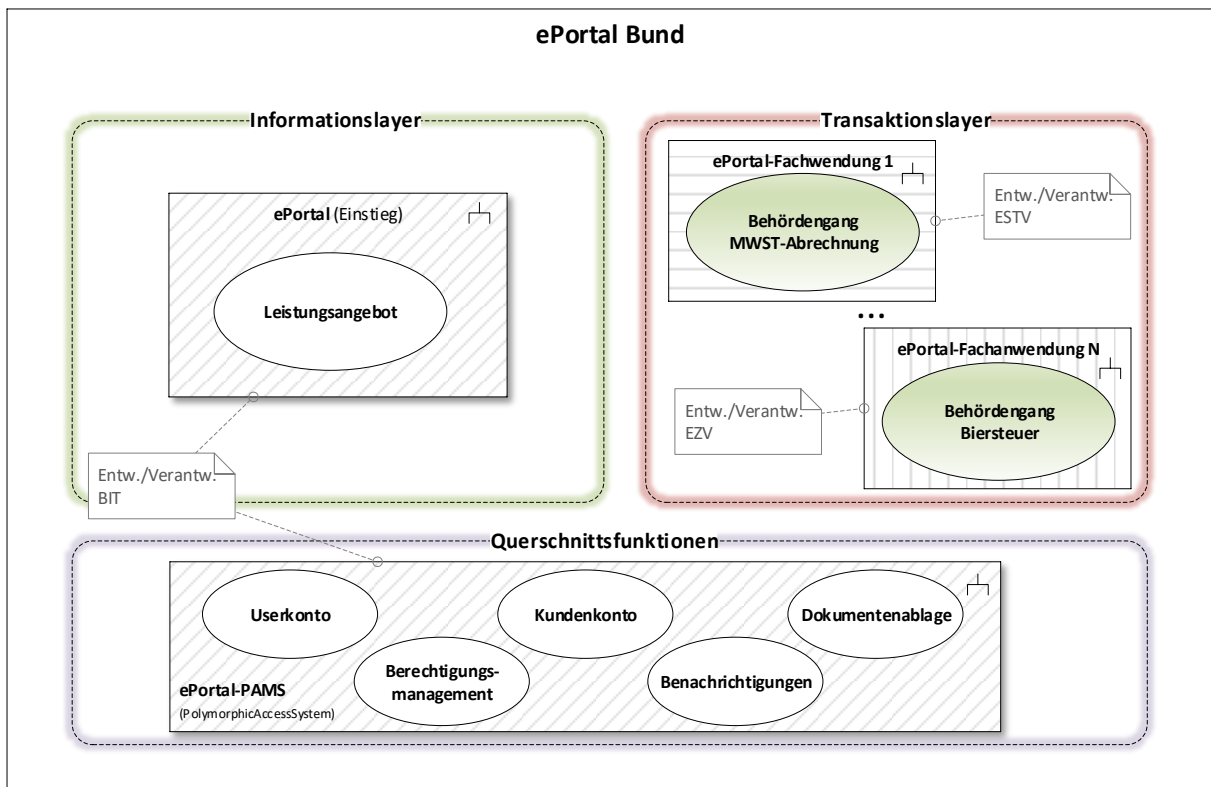 ePortal Bund
Informationslayer
ePortal (Einstieg)
Leistungsangebot
Entw./Verantw.
BIT
Transaktionslayer
ePortal-Fachwendung 1
Behördengang
MWST-Abrechnung
Entw./Verantw.
ESTV
...
ePortal-Fachanwendung N
Behördengang
Biersteuer
Entw./Verantw.
EZV
Querschnittsfunktionen
Userkonto
Kundenkonto
Dokumentenablage
Berechtigungs-
management
Benachrichtigungen
ePortal-PAMS
(PolymorphicAccessSystem)